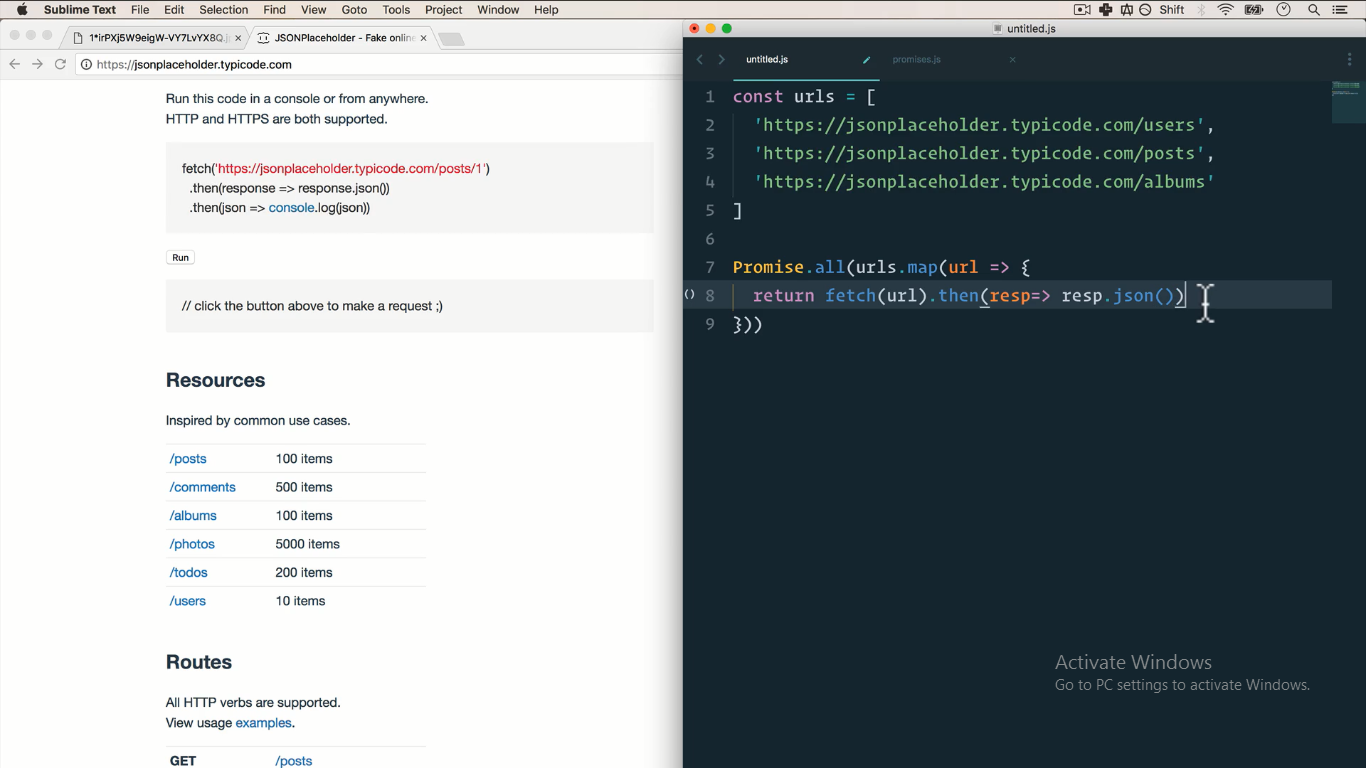 Sublime Text File Edit Selection Find View Goto Tools Project Window Help Shift
1*irPXj5W9eigW-VY7LvYX8Q.j
JSONPlaceholder - Fake online
untitled.js
https://jsonplaceholder.typicode.com
untitled.js
promises.js
Run this code in a console or from anywhere.
HTTP and HTTPS are both supported.
fetch('https://jsonplaceholder.typicode.com/posts/1')
.then(response => response.json())
.then(json => console.log(json))
Run
// click the button above to make a request ;)
Resources
Inspired by common use cases.
/posts 100 items
/comments 500 items
/albums 100 items
/photos 5000 items
/todos 200 items
/users 10 items
Routes
All HTTP verbs are supported.
View usage examples.
GET /posts
1 const urls = [
2 'https://jsonplaceholder.typicode.com/users',
3 'https://jsonplaceholder.typicode.com/posts',
4 'https://jsonplaceholder.typicode.com/albums'
5 ]
6
7 Promise.all(urls.map(url => {
() 8 return fetch(url).then(resp=> resp.json())
9 }))
Activate Windows
Go to PC settings to activate Windows.